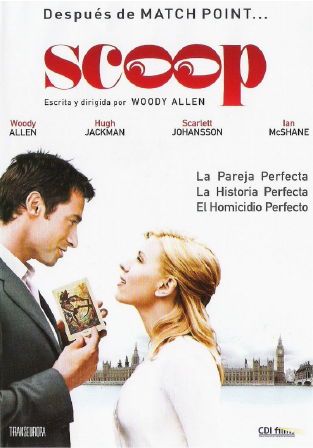 Después de MATCH POINT...
SCOOP
Escrita y dirigida por WOODY ALLEN
Woody ALLEN
Hugh JACKMAN
Scarlett JOHANSSON
Ian McSHANE
La Pareja Perfecta
La Historia Perfecta
El Homicidio Perfecto
TRANSEUROPA
CDI films